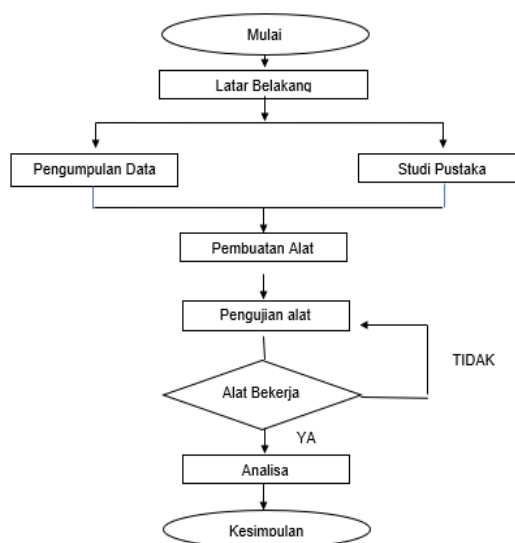 Mulai
Latar Belakang
Pengumpulan Data
Studi Pustaka
Pembuatan Alat
Pengujian alat
TIDAK
Alat Bekerja
YA
Analisa
Kesimpulan